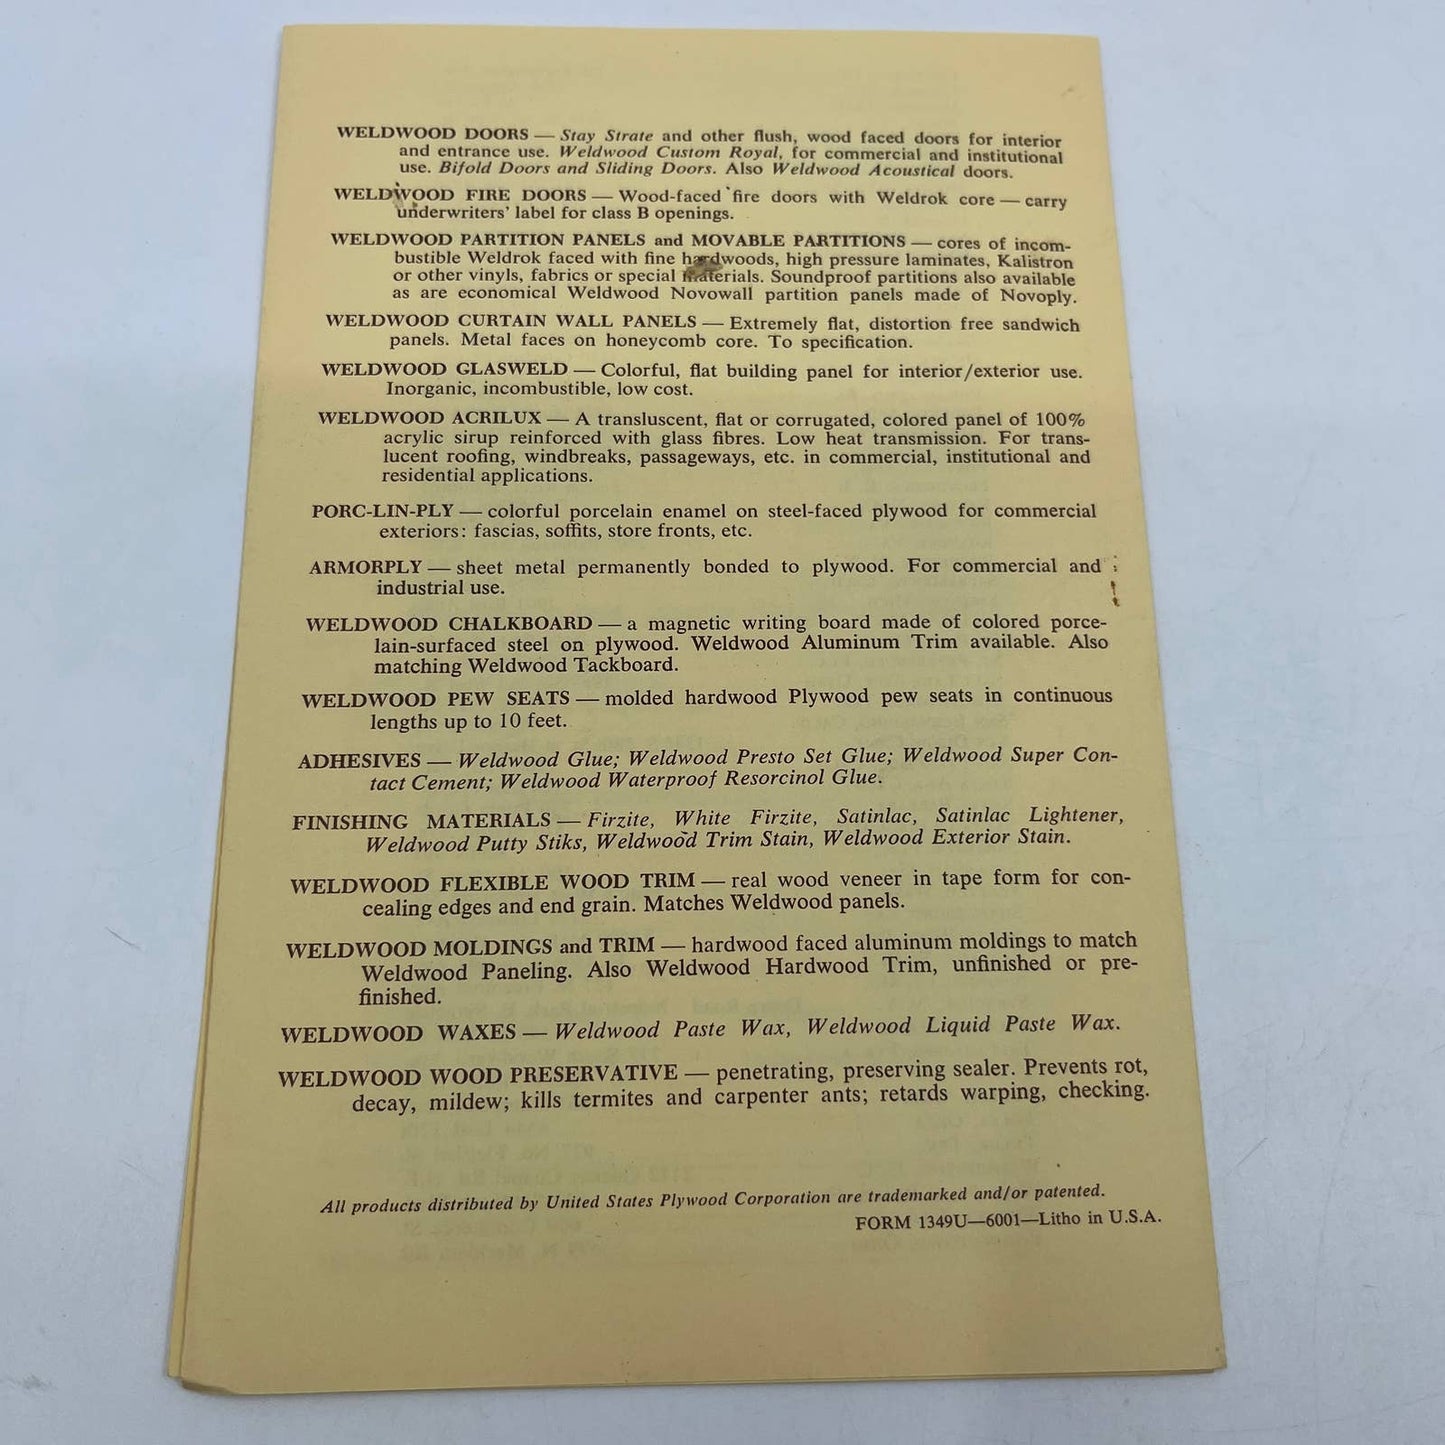 WELDWOOD DOORS — Stay Strate and other flush, wood faced doors for interior
and entrance use. Weldwood Custom Royal, for commercial and institutional
use. Bifold Doors and Sliding Doors. Also Weldwood Acoustical doors.
WELDWOOD FIRE DOORS — Wood-faced fire doors with Weldrok core — carry
underwriters' label for class B openings.
WELDWOOD PARTITION PANELS and MOVABLE PARTITIONS — cores of incom-
bustible Weldrok faced with fine hardwoods, high pressure laminates, Kalistron
or other vinyls, fabrics or special materials. Soundproof partitions also available
as are economical Weldwood Novowall partition panels made of Novoply.
WELDWOOD CURTAIN WALL PANELS — Extremely flat, distortion free sandwich
panels. Metal faces on honeycomb core. To specification.
WELDWOOD GLASWELD — Colorful, flat building panel for interior/exterior use.
Inorganic, incombustible, low cost.
WELDWOOD ACRILUX — A transluscent, flat or corrugated, colored panel of 100%
acrylic sirup reinforced with glass fibres. Low heat transmission. For trans-
lucent roofing, windbreaks, passageways, etc. in commercial, institutional and
residential applications.
PORC-LIN-PLY — colorful porcelain enamel on steel-faced plywood for commercial
exteriors: fascias, soffits, store fronts, etc.
ARMORPLY — sheet metal permanently bonded to plywood. For commercial and
industrial use.
WELDWOOD CHALKBOARD — a magnetic writing board made of colored porce-
lain-surfaced steel on plywood. Weldwood Aluminum Trim available. Also
matching Weldwood Tackboard.
WELDWOOD PEW SEATS — molded hardwood Plywood pew seats in continuous
lengths up to 10 feet.
ADHESIVES — Weldwood Glue; Weldwood Presto Set Glue; Weldwood Super Con-
tact Cement; Weldwood Waterproof Resorcinol Glue.
FINISHING MATERIALS — Firzite, White Firzite, Satinlac, Satinlac Lightener,
Weldwood Putty Stiks, Weldwood Trim Stain, Weldwood Exterior Stain.
WELDWOOD FLEXIBLE WOOD TRIM — real wood veneer in tape form for con-
cealing edges and end grain. Matches Weldwood panels.
WELDWOOD MOLDINGS and TRIM — hardwood faced aluminum moldings to match
Weldwood Paneling. Also Weldwood Hardwood Trim, unfinished or pre-
finished.
WELDWOOD WAXES — Weldwood Paste Wax, Weldwood Liquid Paste Wax.
WELDWOOD WOOD PRESERVATIVE — penetrating, preserving sealer. Prevents rot,
decay, mildew; kills termites and carpenter ants; retards warping, checking.
All products distributed by United States Plywood Corporation are trademarked and/or patented.
FORM 1349U—6001—Litho in U.S.A.